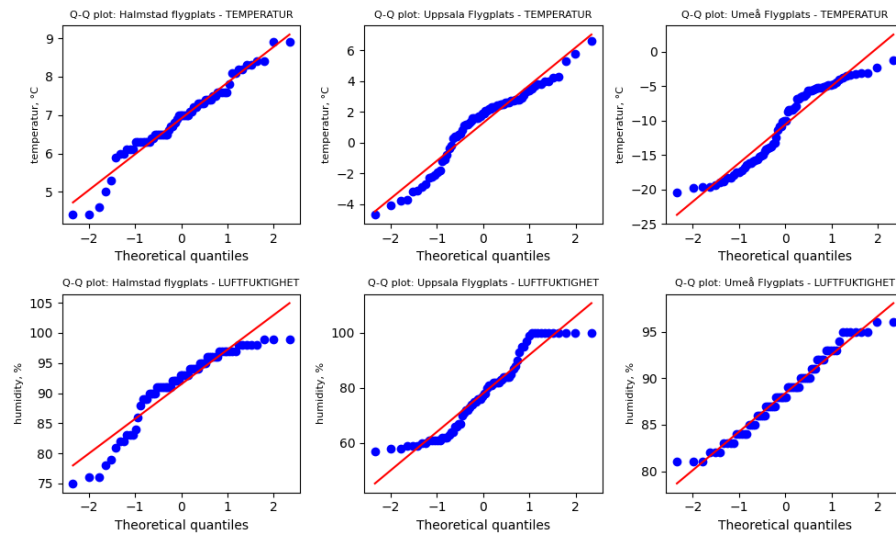 Q-Q plot: Halmstad flygplats - TEMPERATUR
temperatur, °C
9
8
7
6
5
−2 −1 0 1 2
Theoretical quantiles
Q-Q plot: Uppsala Flygplats - TEMPERATUR
temperatur, °C
6
4
2
0
−2
−4
−2 −1 0 1 2
Theoretical quantiles
Q-Q plot: Umeå Flygplats - TEMPERATUR
temperatur, °C
0
−5
−10
−15
−20
−25
−2 −1 0 1 2
Theoretical quantiles
Q-Q plot: Halmstad flygplats - LUFTFUKTIGHET
humidity, %
105
100
95
90
85
80
75
−2 −1 0 1 2
Theoretical quantiles
Q-Q plot: Uppsala Flygplats - LUFTFUKTIGHET
humidity, %
100
80
60
−2 −1 0 1 2
Theoretical quantiles
Q-Q plot: Umeå Flygplats - LUFTFUKTIGHET
humidity, %
95
90
85
80
−2 −1 0 1 2
Theoretical quantiles